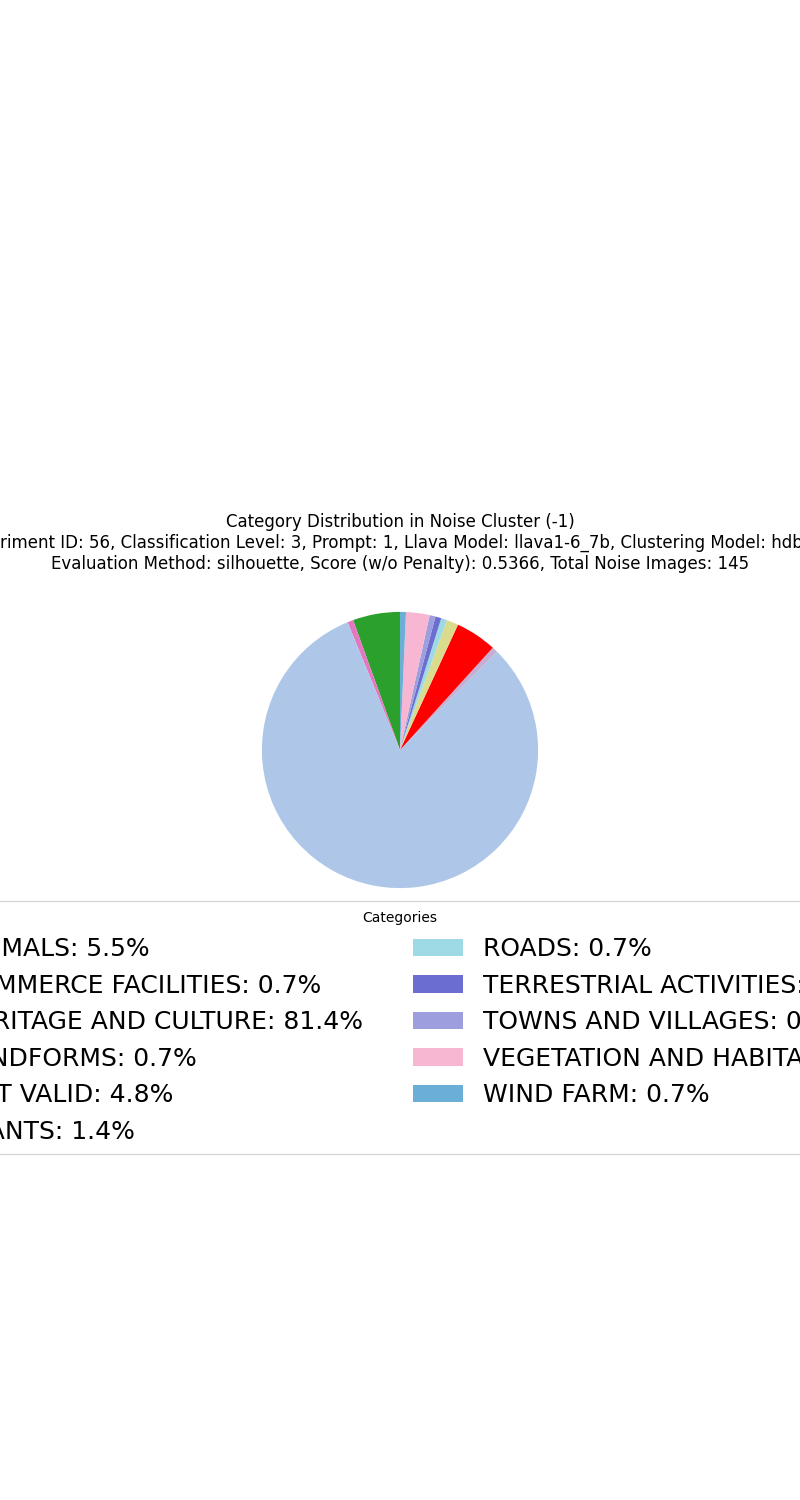 Category Distribution in Noise Cluster (-1)
riment ID: 56, Classification Level: 3, Prompt: 1, Llava Model: llava1-6_7b, Clustering Model: hdb
Evaluation Method: silhouette, Score (w/o Penalty): 0.5366, Total Noise Images: 145
Categories
MALS: 5.5%
MMERCE FACILITIES: 0.7%
RITAGE AND CULTURE: 81.4%
NDFORMS: 0.7%
T VALID: 4.8%
ANTS: 1.4%
ROADS: 0.7%
TERRESTRIAL ACTIVITIES:
TOWNS AND VILLAGES: 0
VEGETATION AND HABITA
WIND FARM: 0.7%